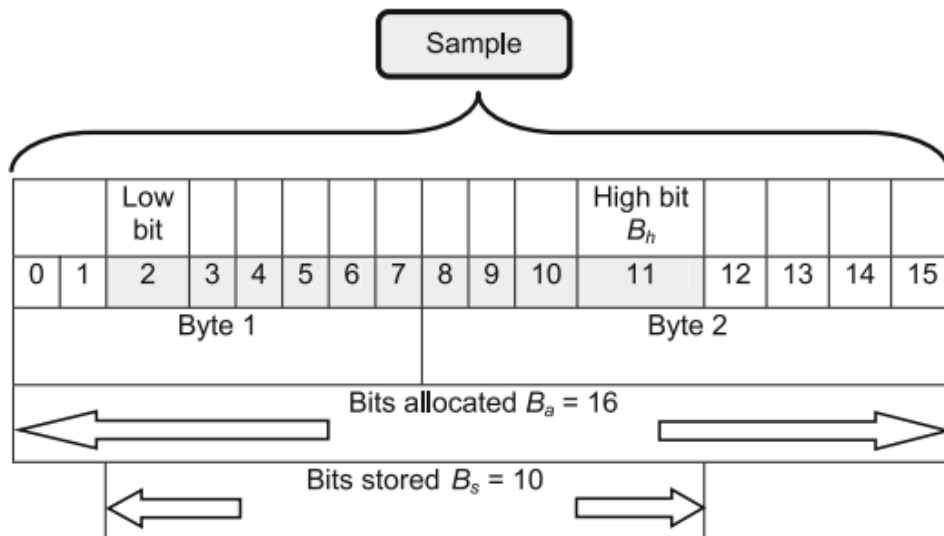 Sample
Low bit High bit B_h
0 1 2 3 4 5 6 7 8 9 10 11 12 13 14 15
Byte 1 Byte 2
Bits allocated B_a = 16
Bits stored B_s = 10